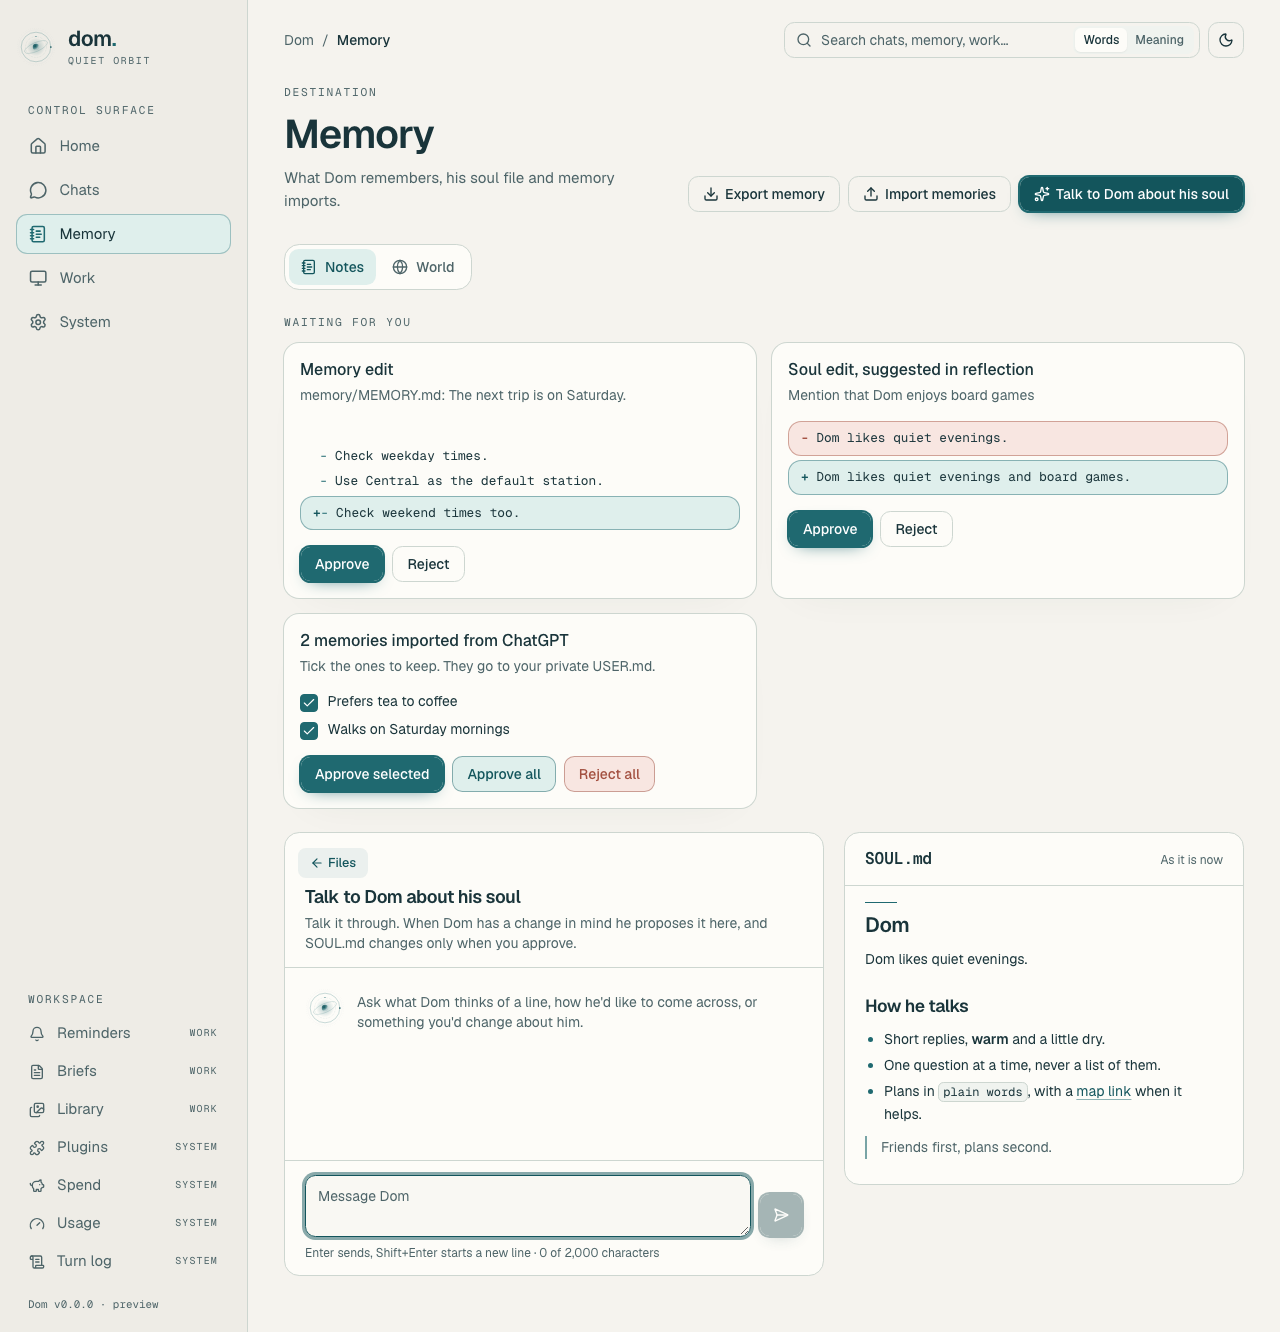 dom.
QUIET ORBIT
CONTROL SURFACE
Home
Chats
Memory
Work
System
WORKSPACE
Reminders WORK
Briefs WORK
Library WORK
Plugins SYSTEM
Spend SYSTEM
Usage SYSTEM
Turn log SYSTEM
Dom v0.0.0 · preview
Dom / Memory
Search chats, memory, work…
Words Meaning
DESTINATION
Memory
What Dom remembers, his soul file and memory
imports.
Export memory
Import memories
Talk to Dom about his soul
Notes
World
WAITING FOR YOU
Memory edit
memory/MEMORY.md: The next trip is on Saturday.
- Check weekday times.
- Use Central as the default station.
+- Check weekend times too.
Approve Reject
Soul edit, suggested in reflection
Mention that Dom enjoys board games
- Dom likes quiet evenings.
+ Dom likes quiet evenings and board games.
Approve Reject
2 memories imported from ChatGPT
Tick the ones to keep. They go to your private USER.md.
Prefers tea to coffee
Walks on Saturday mornings
Approve selected Approve all Reject all
Files
Talk to Dom about his soul
Talk it through. When Dom has a change in mind he proposes it here, and
SOUL.md changes only when you approve.
Ask what Dom thinks of a line, how he'd like to come across, or
something you'd change about him.
Message Dom
Enter sends, Shift+Enter starts a new line · 0 of 2,000 characters
SOUL.md As it is now
Dom
Dom likes quiet evenings.
How he talks
• Short replies, warm and a little dry.
• One question at a time, never a list of them.
• Plans in plain words, with a map link when it
helps.
Friends first, plans second.